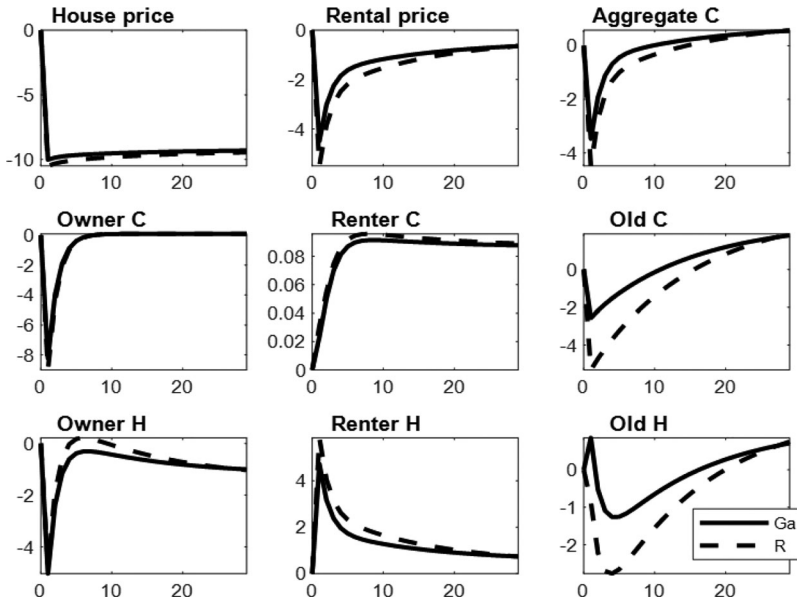 House price
Rental price
Aggregate C
0
-5
-10
0 10 20
0
-2
-4
0 10 20
0
-2
-4
0 10 20
Owner C
Renter C
Old C
0
-2
-4
-6
-8
0 10 20
0.08
0.06
0.04
0.02
0
0 10 20
0
-2
-4
0 10 20
Owner H
Renter H
Old H
0
-2
-4
0 10 20
4
2
0
0 10 20
0
-1
-2
0 10 20
Ga
R